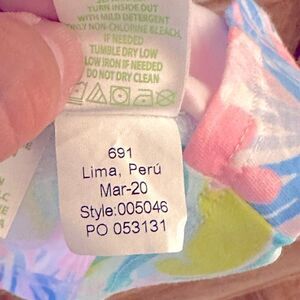 TURN INSIDE OUT
WITH MILD DETERGENT
ONLY NON-CHLORINE BLEACH,
IF NEEDED
TUMBLE DRY LOW
LOW IRON IF NEEDED
DO NOT DRY CLEAN
691
Lima, Perú
Mar-20
Style:005046
PO 053131